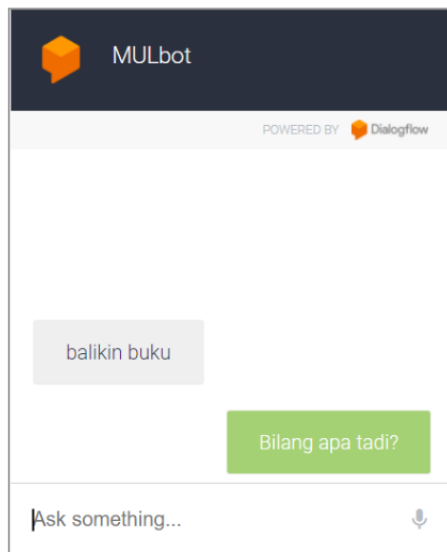 MULbot
POWERED BY Dialogflow
balikin buku
Bilang apa tadi?
Ask something...